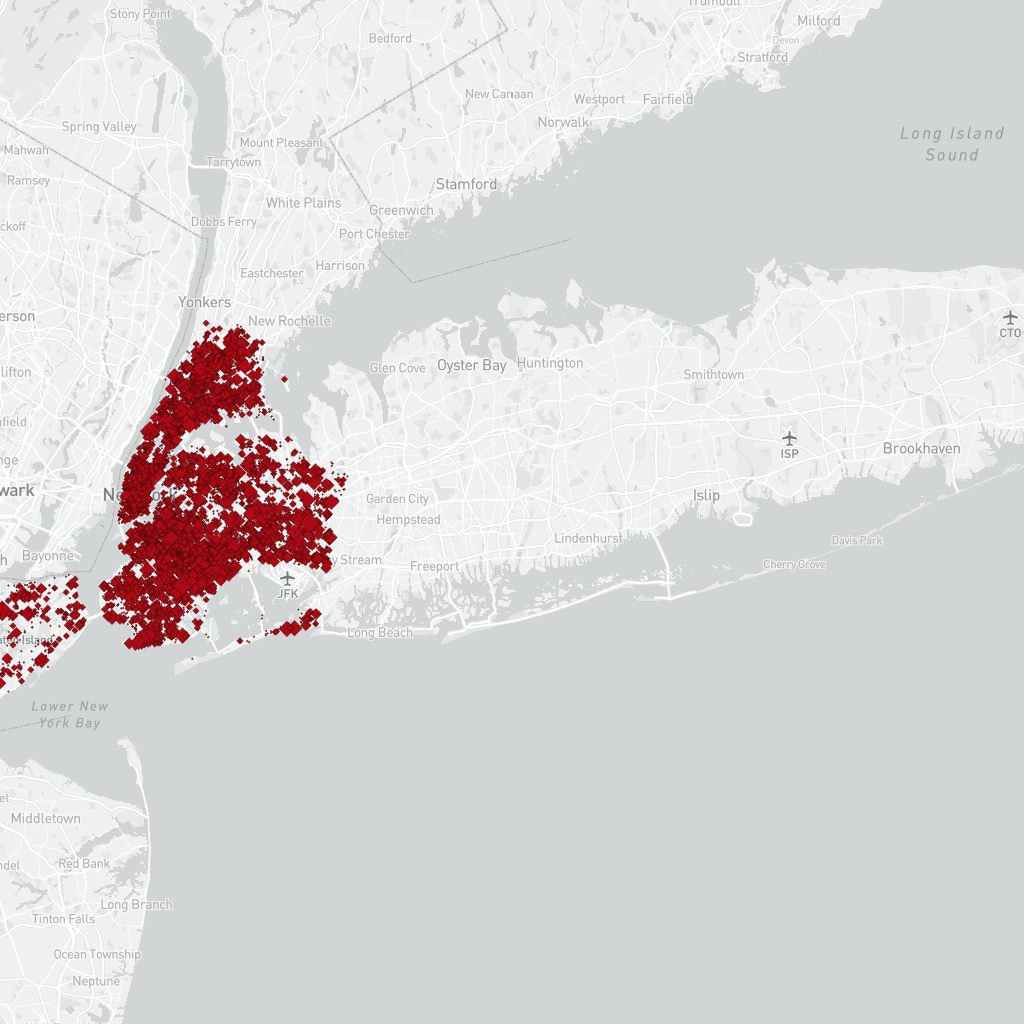 Stony Point
Trumbull
Milford
Bedford
Devon
Stratford
New Canaan
Westport
Fairfield
Norwalk
Spring Valley
Mahwah
Mount Pleasant
Long Island
Sound
Tarrytown
Ramsey
Stamford
White Plains
Greenwich
ckoff
Dobbs Ferry
Port Chester
Harrison
Eastchester
Yonkers
New Rochelle
erson
CTO
Glen Cove
Oyster Bay
Huntington
lifton
Smithtown
field
nge
ISP
Brookhaven
wark
Garden City
Islip
Hempstead
Lindenhurst
Davis Park
Bayonne
h
Stream
Freeport
Cherry Grove
JFK
Long Beach
Island
Lower New
York Bay
et
Middletown
Red Bank
ndel
Long Branch
Tinton Falls
Ocean Township
Neptune